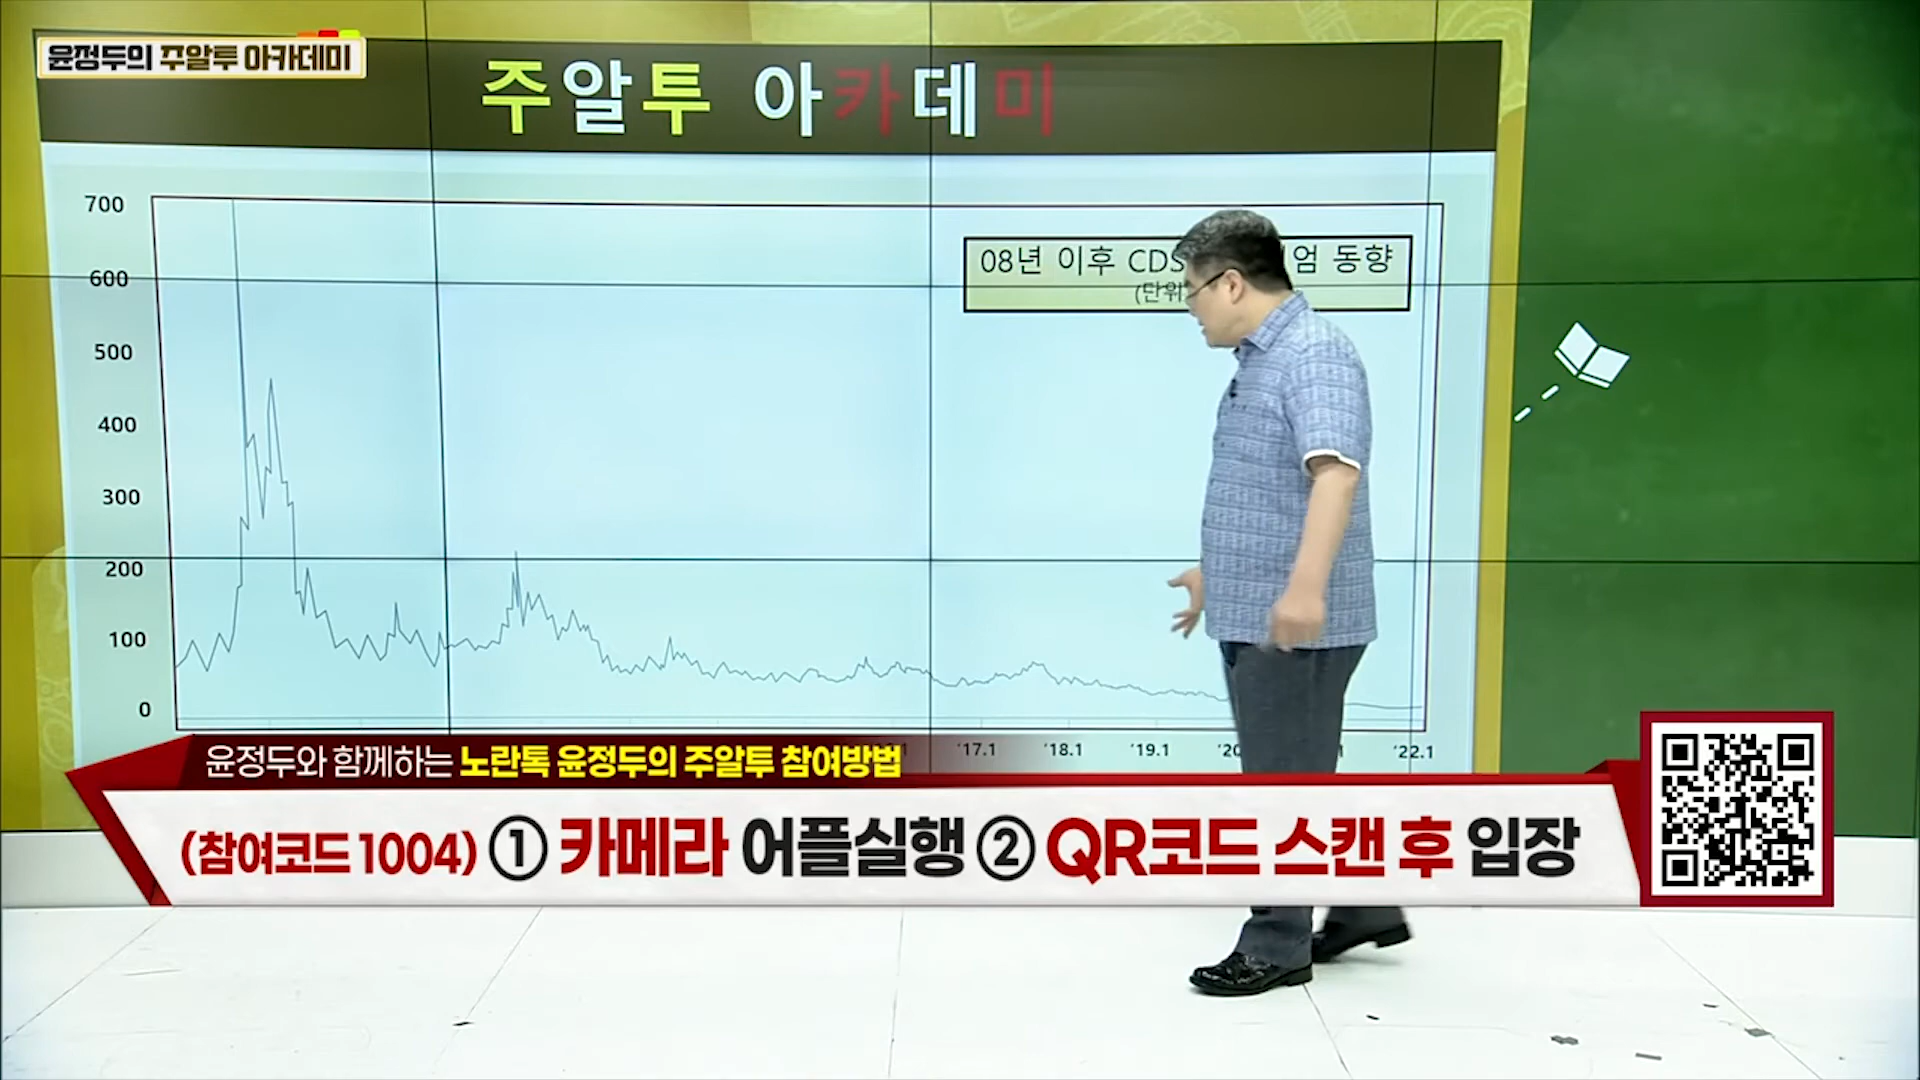 윤정두의 주알투 아카데미
주알투 아카데미
700
600
500
400
300
200
100
0
08년 이후 CDS 엄 동향
(단위
'17.1 '18.1 '19.1 '22.1
윤정두와 함께하는 노란톡 윤정두의 주알투 참여방법
(참여코드 1004) ① 카메라 어플실행 ② QR코드 스캔 후 입장